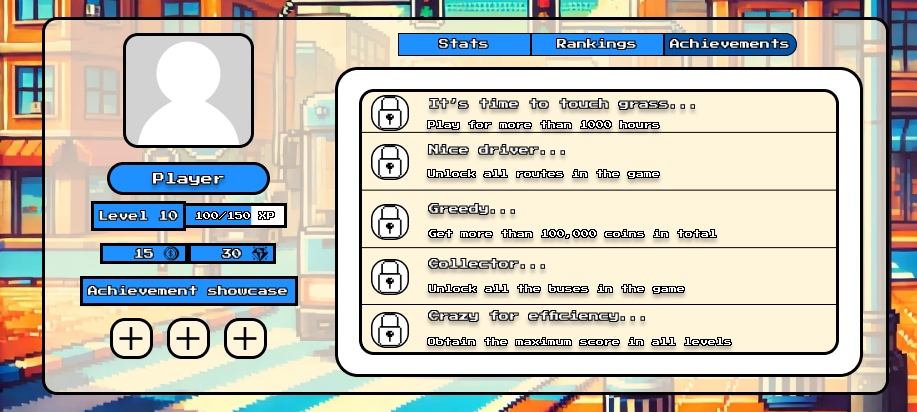 Stats
Rankings
Achievements
Player
Level 10
100/150 XP
15
30
Achievement showcase
It's time to touch grass...
Play for more than 1000 hours
Nice driver...
Unlock all routes in the game
Greedy...
Get more than 100,000 coins in total
Collector...
Unlock all the buses in the game
Crazy for efficiency...
Obtain the maximum score in all levels